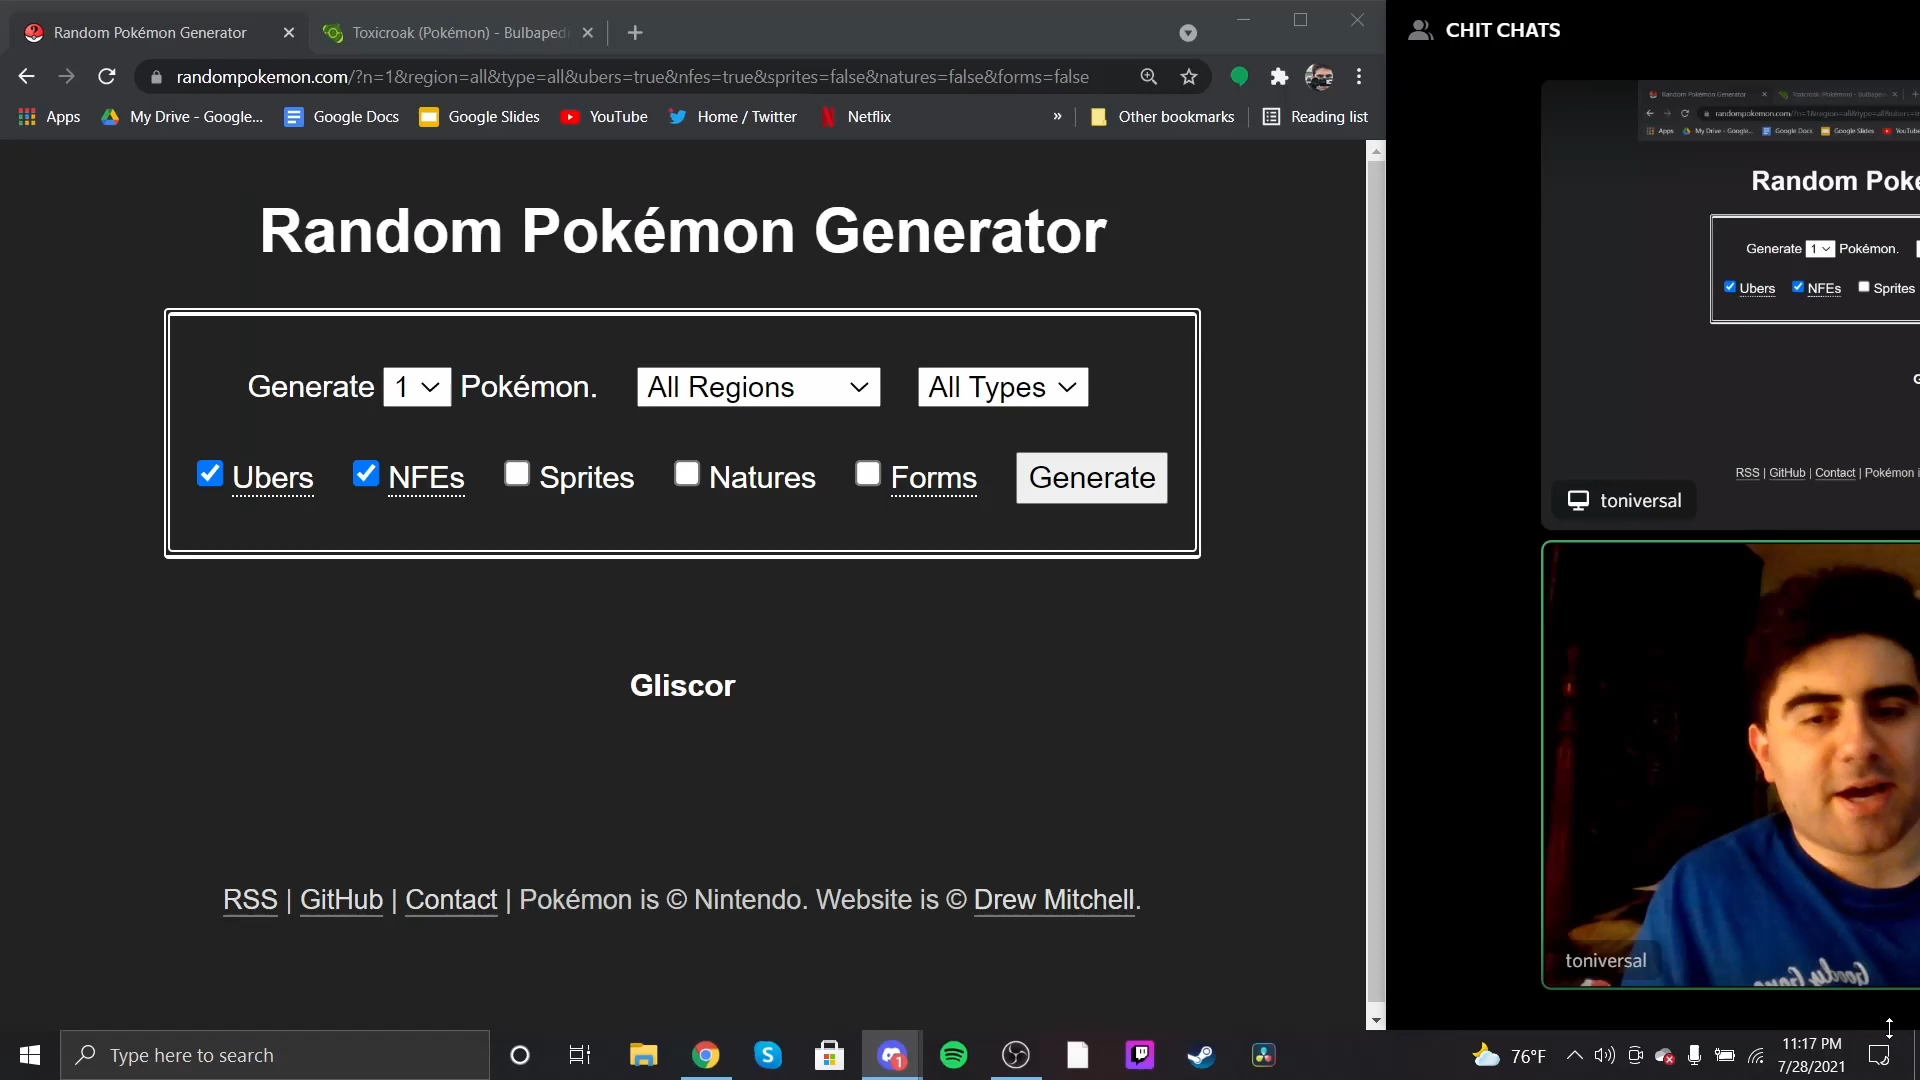 Random Pokémon Generator
Toxicroak (Pokémon) - Bulbaped
CHIT CHATS
randompokemon.com/?n=1&region=all&type=all&ubers=true&nfes=true&sprites=false&natures=false&forms=false
Apps
My Drive - Google...
Google Docs
Google Slides
YouTube
Home / Twitter
Netflix
»
Other bookmarks
Reading list
Random Pokémon Generator
Generate 1 Pokémon. All Regions All Types
Ubers NFEs Sprites Natures Forms Generate
Gliscor
RSS | GitHub | Contact | Pokémon is © Nintendo. Website is © Drew Mitchell.
Random Poké
Generate 1 Pokémon.
Ubers NFEs Sprites
G
RSS | GitHub | Contact | Pokémon i
toniversal
toniversal
Type here to search
1
76°F
11:17 PM
7/28/2021